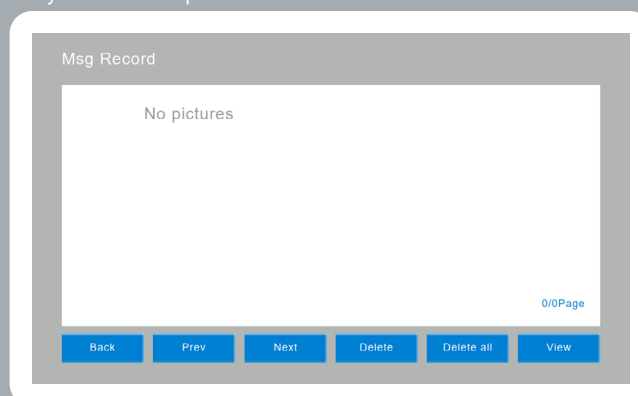 Msg Record
No pictures
0/0Page
Back Prev Next Delete Delete all View